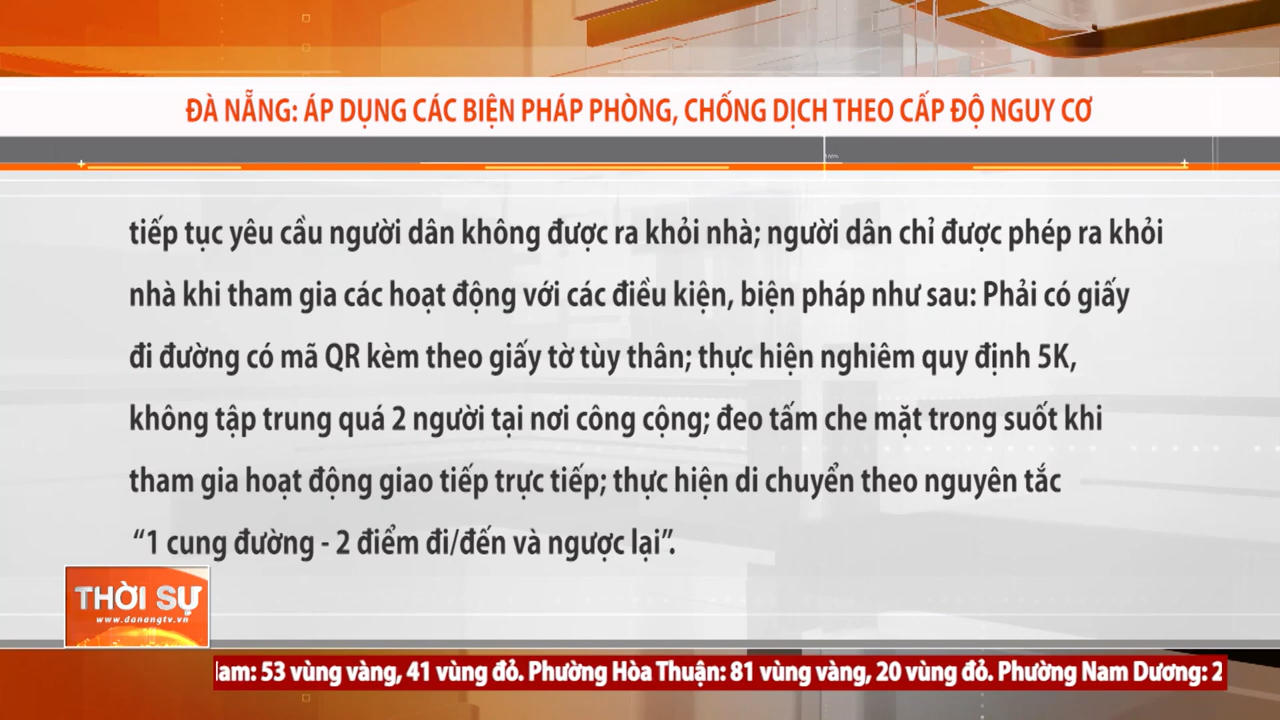 ĐÀ NẴNG: ÁP DỤNG CÁC BIỆN PHÁP PHÒNG, CHỐNG DỊCH THEO CẤP ĐỘ NGUY CƠ
tiếp tục yêu cầu người dân không được ra khỏi nhà; người dân chỉ được phép ra khỏi
nhà khi tham gia các hoạt động với các điều kiện, biện pháp như sau: Phải có giấy
đi đường có mã QR kèm theo giấy tờ tùy thân; thực hiện nghiêm quy định 5K,
không tập trung quá 2 người tại nơi công cộng; đeo tấm che mặt trong suốt khi
tham gia hoạt động giao tiếp trực tiếp; thực hiện di chuyển theo nguyên tắc
“1 cung đường - 2 điểm đi/đến và ngược lại”.
THỜI SỰ
www.danangtv.vn
53 vùng vàng, 41 vùng đỏ. Phường Hòa Thuận: 81 vùng vàng, 20 vùng đỏ. Phường Nam Dương: 2